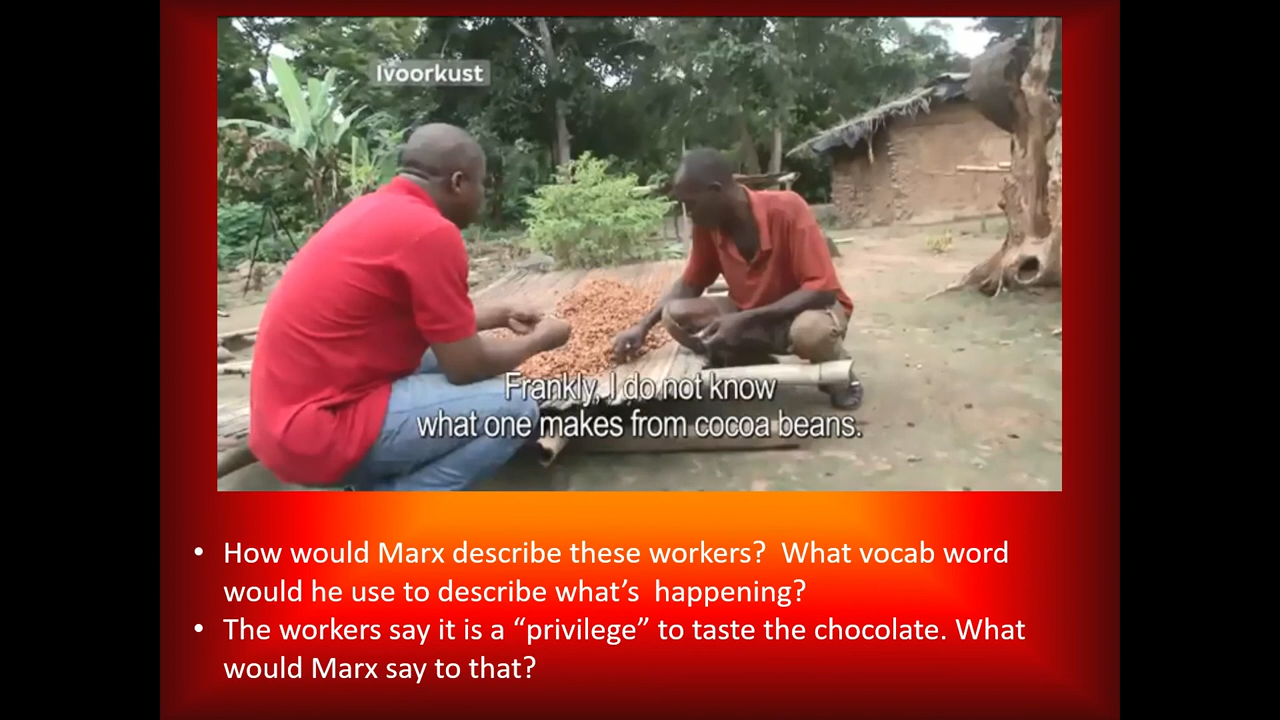 Ivoorkust
Frankly, I do not know
what one makes from cocoa beans.
• How would Marx describe these workers?  What vocab word
would he use to describe what’s  happening?
• The workers say it is a “privilege” to taste the chocolate. What
would Marx say to that?